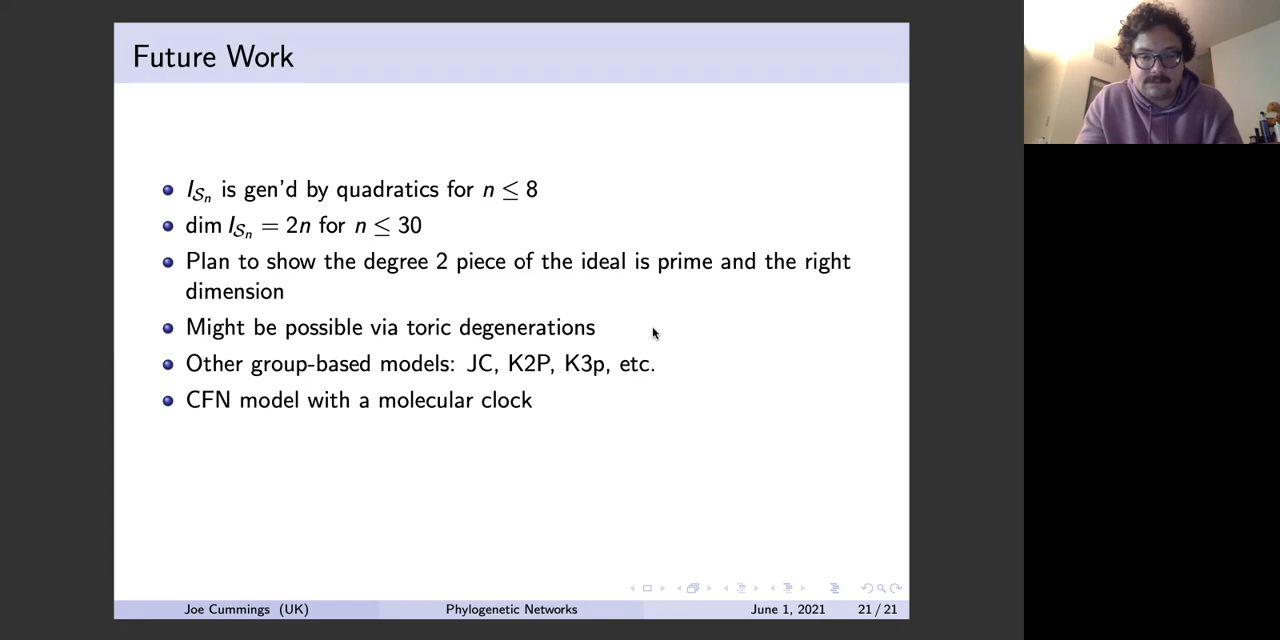 Future Work
I_{S_n} is gen'd by quadratics for n ≤ 8
dim I_{S_n} = 2n for n ≤ 30
Plan to show the degree 2 piece of the ideal is prime and the right
dimension
Might be possible via toric degenerations
Other group-based models: JC, K2P, K3p, etc.
CFN model with a molecular clock
Joe Cummings (UK) Phylogenetic Networks June 1, 2021 21 / 21